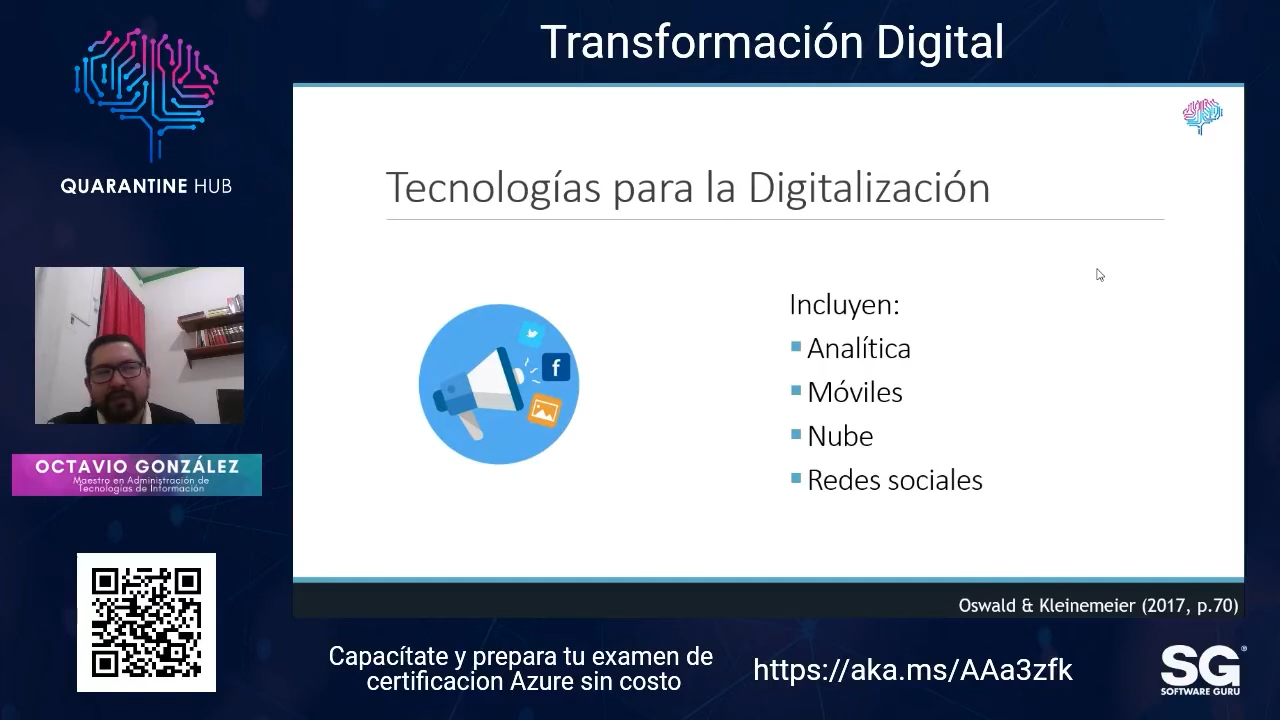 Transformación Digital
QUARANTINE HUB
Tecnologías para la Digitalización
Incluyen:
Analítica
Móviles
Nube
Redes sociales
f
OCTAVIO GONZÁLEZ
Maestro en Administración de
Tecnologías de Información
Oswald & Kleinemeier (2017, p.70)
Capacítate y prepara tu examen de
certificacion Azure sin costo
https://aka.ms/AAa3zfk
SG®
SOFTWARE GURU